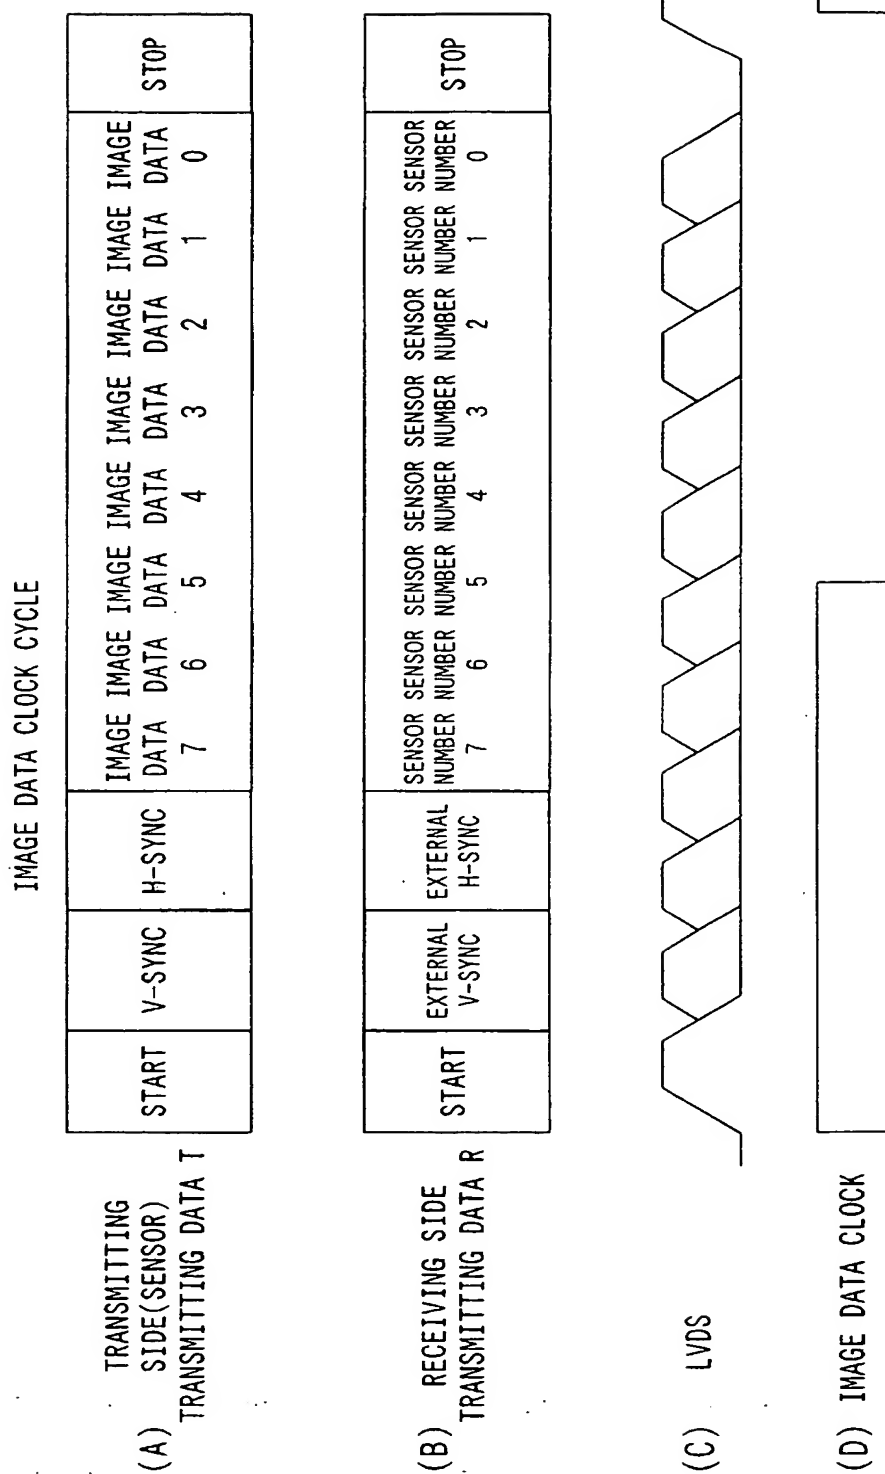 IMAGE DATA CLOCK CYCLE
(A) TRANSMITTING
SIDE(SENSOR)
TRANSMITTING DATA T
START
V-SYNC
H-SYNC
IMAGE IMAGE IMAGE IMAGE IMAGE IMAGE IMAGE IMAGE
DATA DATA DATA DATA DATA DATA DATA DATA
7 6 5 4 3 2 1 0
STOP
(B) RECEIVING SIDE
TRANSMITTING DATA R
START
EXTERNAL
V-SYNC
EXTERNAL
H-SYNC
SENSOR SENSOR SENSOR SENSOR SENSOR SENSOR SENSOR SENSOR
NUMBER NUMBER NUMBER NUMBER NUMBER NUMBER NUMBER NUMBER
7 6 5 4 3 2 1 0
STOP
(C) LVDS
(D) IMAGE DATA CLOCK